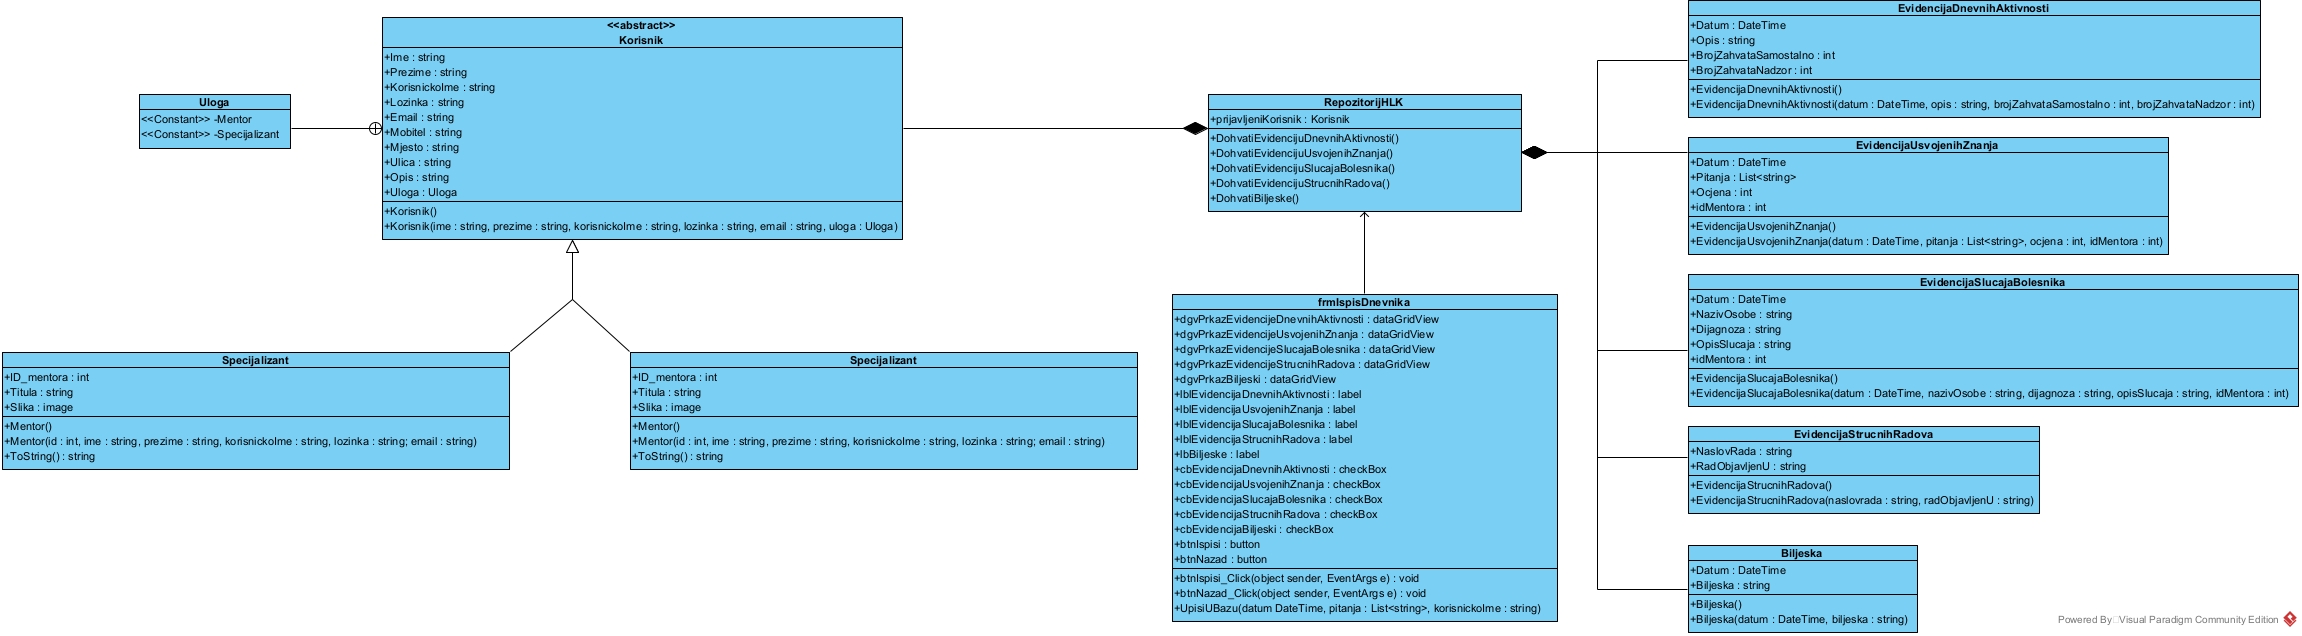 Uloga
<<Constant>> -Mentor
<<Constant>> -Specijalizant
<<abstract>>
Korisnik
+Ime : string
+Prezime : string
+KorisnickoIme : string
+Lozinka : string
+Email : string
+Mobitel : string
+Mjesto : string
+Ulica : string
+Opis : string
+Uloga : Uloga
+Korisnik()
+Korisnik(ime : string, prezime : string, korisnickoIme : string, lozinka : string, email : string, uloga : Uloga)
Specijalizant
+ID_mentora : int
+Titula : string
+Slika : image
+Mentor()
+Mentor(id : int, ime : string, prezime : string, korisnickoIme : string, lozinka : string; email : string)
+ToString() : string
Specijalizant
+ID_mentora : int
+Titula : string
+Slika : image
+Mentor()
+Mentor(id : int, ime : string, prezime : string, korisnickoIme : string, lozinka : string; email : string)
+ToString() : string
RepozitorijHLK
+prijavljeniKorisnik : Korisnik
+DohvatiEvidencijuDnevnihAktivnosti()
+DohvatiEvidencijuUsvojenihZnanja()
+DohvatiEvidencijuSlucajaBolesnika()
+DohvatiEvidencijuStrucnihRadova()
+DohvatiBiljeske()
frmIspisDnevnika
+dgvPrkazEvidencijeDnevnihAktivnosti : dataGridView
+dgvPrkazEvidencijeUsvojenihZnanja : dataGridView
+dgvPrkazEvidencijeSlucajaBolesnika : dataGridView
+dgvPrkazEvidencijeStrucnihRadova : dataGridView
+dgvPrkazBiljeski : dataGridView
+lblEvidencijaDnevnihAktivnosti : label
+lblEvidencijaUsvojenihZnanja : label
+lblEvidencijaSlucajaBolesnika : label
+lblEvidencijaStrucnihRadova : label
+lbBiljeske : label
+cbEvidencijaDnevnihAktivnosti : checkBox
+cbEvidencijaUsvojenihZnanja : checkBox
+cbEvidencijaSlucajaBolesnika : checkBox
+cbEvidencijaStrucnihRadova : checkBox
+cbEvidencijaBiljeski : checkBox
+btnIspisi : button
+btnNazad : button
+btnIspisi_Click(object sender, EventArgs e) : void
+btnNazad_Click(object sender, EventArgs e) : void
+UpisiUBazu(datum DateTime, pitanja : List<string>, korisnickoIme : string)
EvidencijaDnevnihAktivnosti
+Datum : DateTime
+Opis : string
+BrojZahvataSamostalno : int
+BrojZahvataNadzor : int
+EvidencijaDnevnihAktivnosti()
+EvidencijaDnevnihAktivnosti(datum : DateTime, opis : string, brojZahvataSamostalno : int, brojZahvataNadzor : int)
EvidencijaUsvojenihZnanja
+Datum : DateTime
+Pitanja : List<string>
+Ocjena : int
+idMentora : int
+EvidencijaUsvojenihZnanja()
+EvidencijaUsvojenihZnanja(datum : DateTime, pitanja : List<string>, ocjena : int, idMentora : int)
EvidencijaSlucajaBolesnika
+Datum : DateTime
+NazivOsobe : string
+Dijagnoza : string
+OpisSlucaja : string
+idMentora : int
+EvidencijaSlucajaBolesnika()
+EvidencijaSlucajaBolesnika(datum : DateTime, nazivOsobe : string, dijagnoza : string, opisSlucaja : string, idMentora : int)
EvidencijaStrucnihRadova
+NaslovRada : string
+RadObjavljenU : string
+EvidencijaStrucnihRadova()
+EvidencijaStrucnihRadova(naslovrada : string, radObjavljenU : string)
Biljeska
+Datum : DateTime
+Biljeska : string
+Biljeska()
+Biljeska(datum : DateTime, biljeska : string)
Powered By Visual Paradigm Community Edition